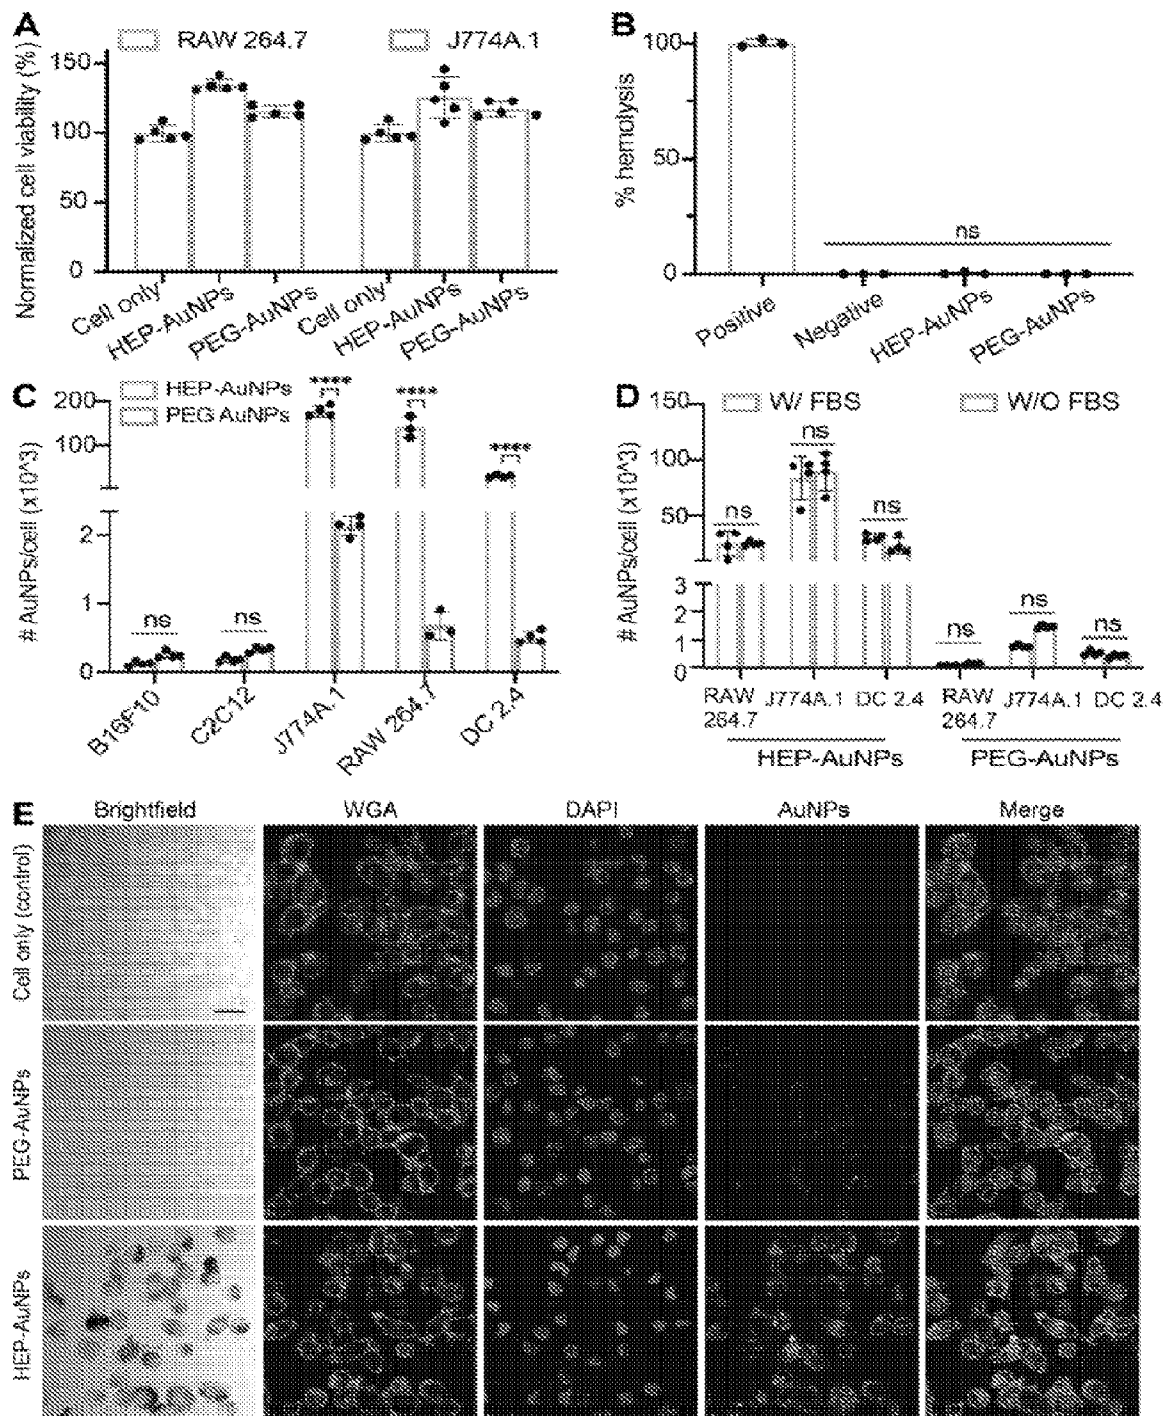 A
RAW 264.7
J774A.1
Normalized cell viability (%)
150
100
50
0
Cell only
HEP-AuNPs
PEG-AuNPs
Cell only
HEP-AuNPs
PEG-AuNPs
B
% hemolysis
100
50
0
ns
Positive
Negative
HEP-AuNPs
PEG-AuNPs
C
HEP-AuNPs
PEG AuNPs
# AuNPs/cell (x10^3)
200
100
2
1
0
ns
ns
****
****
****
B16F10
C2C12
J774A.1
RAW 264.7
DC 2.4
D
W/ FBS
W/O FBS
# AuNPs/cell (x10^3)
150
100
50
3
2
1
0
ns
ns
ns
ns
ns
ns
RAW 264.7
J774A.1
DC 2.4
RAW 264.7
J774A.1
DC 2.4
HEP-AuNPs
PEG-AuNPs
E
Brightfield
WGA
DAPI
AuNPs
Merge
Cell only (control)
PEG-AuNPs
HEP-AuNPs